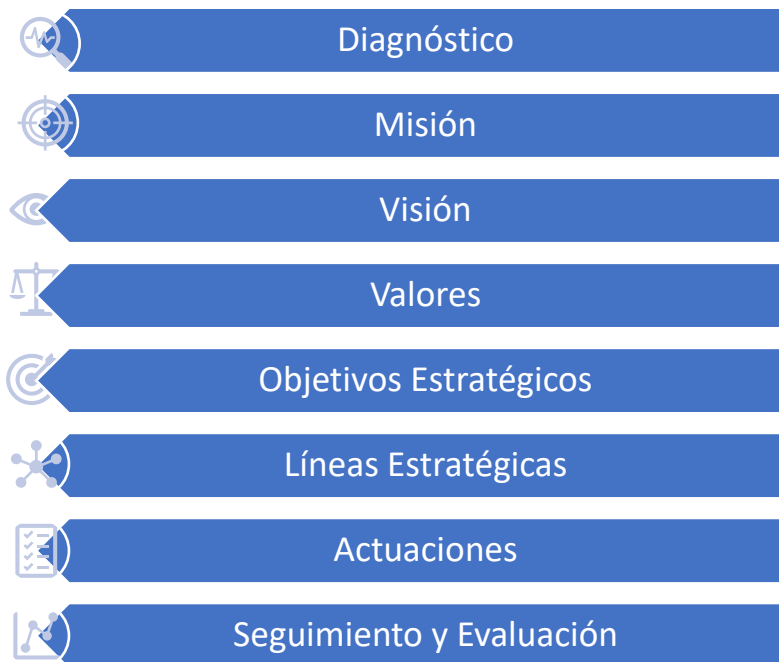 Diagnóstico
Misión
Visión
Valores
Objetivos Estratégicos
Líneas Estratégicas
Actuaciones
Seguimiento y Evaluación